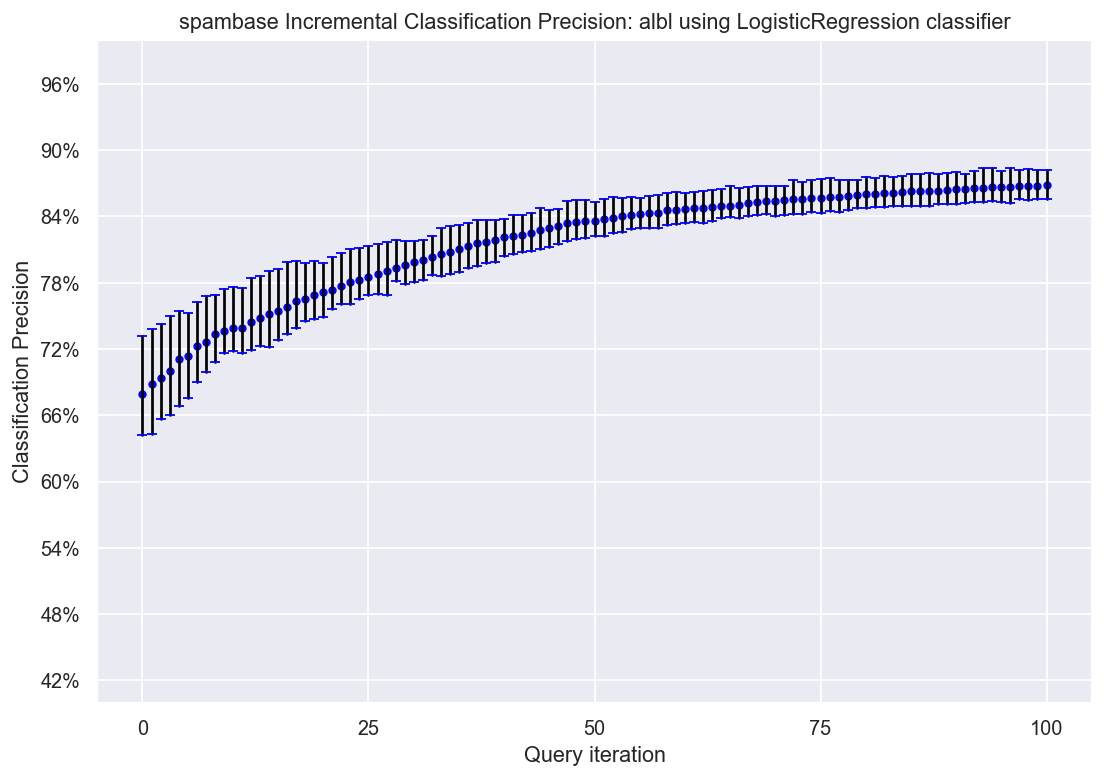 spambase Incremental Classification Precision: albl using LogisticRegression classifier
96%
90%
84%
78%
72%
66%
60%
54%
48%
42%
Classification Precision
0 25 50 75 100
Query iteration